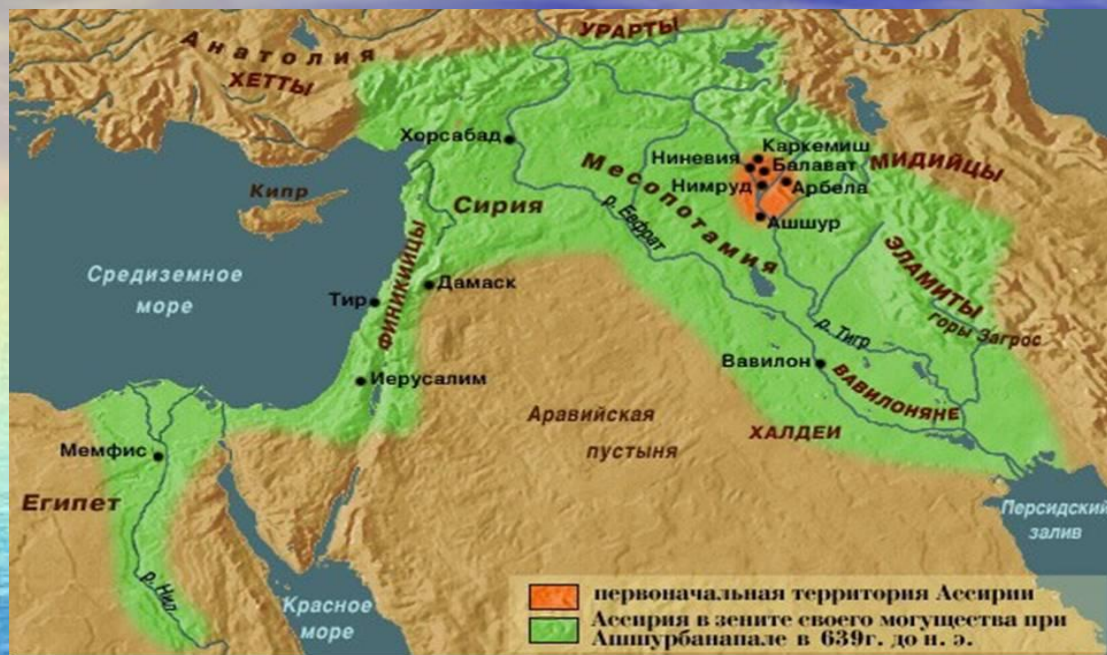 Анатолия
УРАРТЫ
ХЕТТЫ
Хорсабад
Каркемиш
Ниневия
Балават
МИДИЙЦЫ
Месопотамия
Нимруд
Арбела
Кипр
Сирия
р. Евфрат
Ашшур
ФИНИКИЙЦЫ
ЭЛАМИТЫ
Средиземное
море
Дамаск
Тир
горы Загрос
р. Тигр
Вавилон
Иерусалим
ВАВИЛОНЯНЕ
Аравийская
пустыня
ХАЛДЕИ
Мемфис
Египет
Персидский
залив
р. Нил
Красное
море
первоначальная территория Ассирии
Ассирия в зените своего могущества при
Ашшурбанапале в 639г. до н. э.